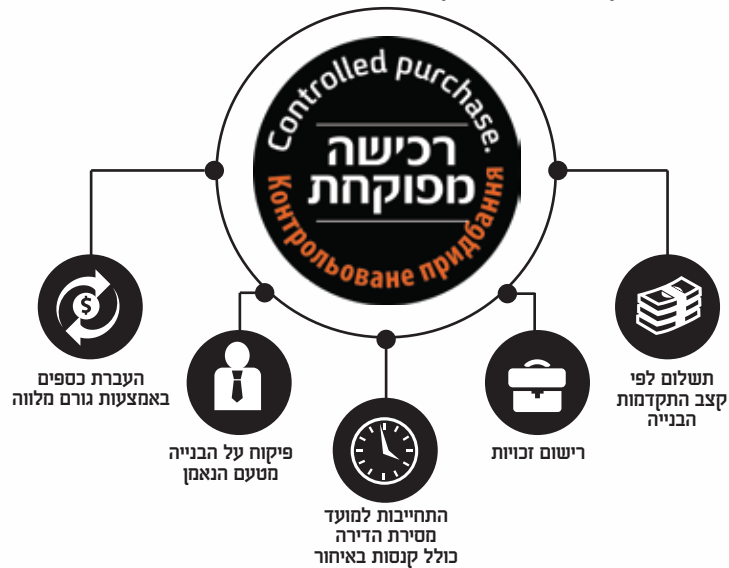 Controlled purchase.
רכישה
מפוקחת
Контрольоване придбання
תשלום לפי
קצב התקדמות
הבנייה
רישום זכויות
התחייבות למועד
מסירת הדירה
כולל קנסות באיחור
פיקוח על הבנייה
מטעם הנאמן
העברת כספים
באמצעות גורם מלווה
$